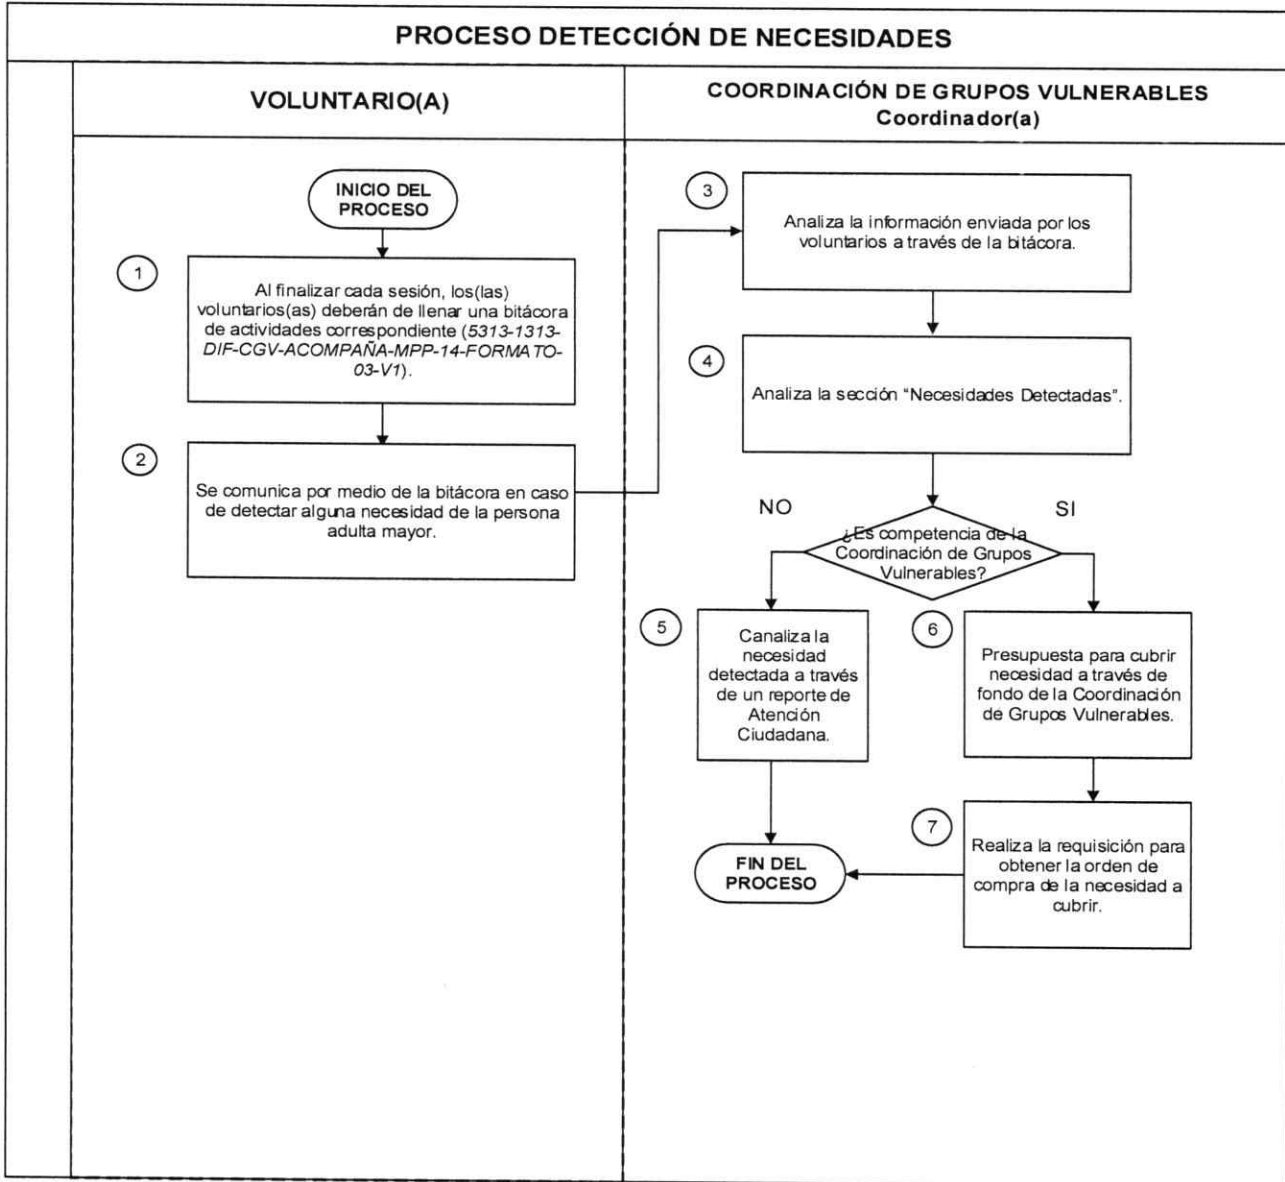 PROCESO DETECCIÓN DE NECESIDADES
VOLUNTARIO(A)
COORDINACIÓN DE GRUPOS VULNERABLES
Coordinador(a)
INICIO DEL
PROCESO
1
Al finalizar cada sesión, los(las)
voluntarios(as) deberán de llenar una bitácora
de actividades correspondiente (5313-1313-
DIF-CGV-ACOMPAÑA-MPP-14-FORMATO-
03-V1).
2
Se comunica por medio de la bitácora en caso
de detectar alguna necesidad de la persona
adulta mayor.
3
Analiza la información enviada por los
voluntarios a través de la bitácora.
4
Analiza la sección “Necesidades Detectadas”.
NO
SI
¿Es competencia de la
Coordinación de Grupos
Vulnerables?
5
Canaliza la
necesidad
detectada a través
de un reporte de
Atención
Ciudadana.
6
Presupuesta para cubrir
necesidad a través de
fondo de la Coordinación
de Grupos Vulnerables.
7
Realiza la requisición para
obtener la orden de
compra de la necesidad a
cubrir.
FIN DEL
PROCESO